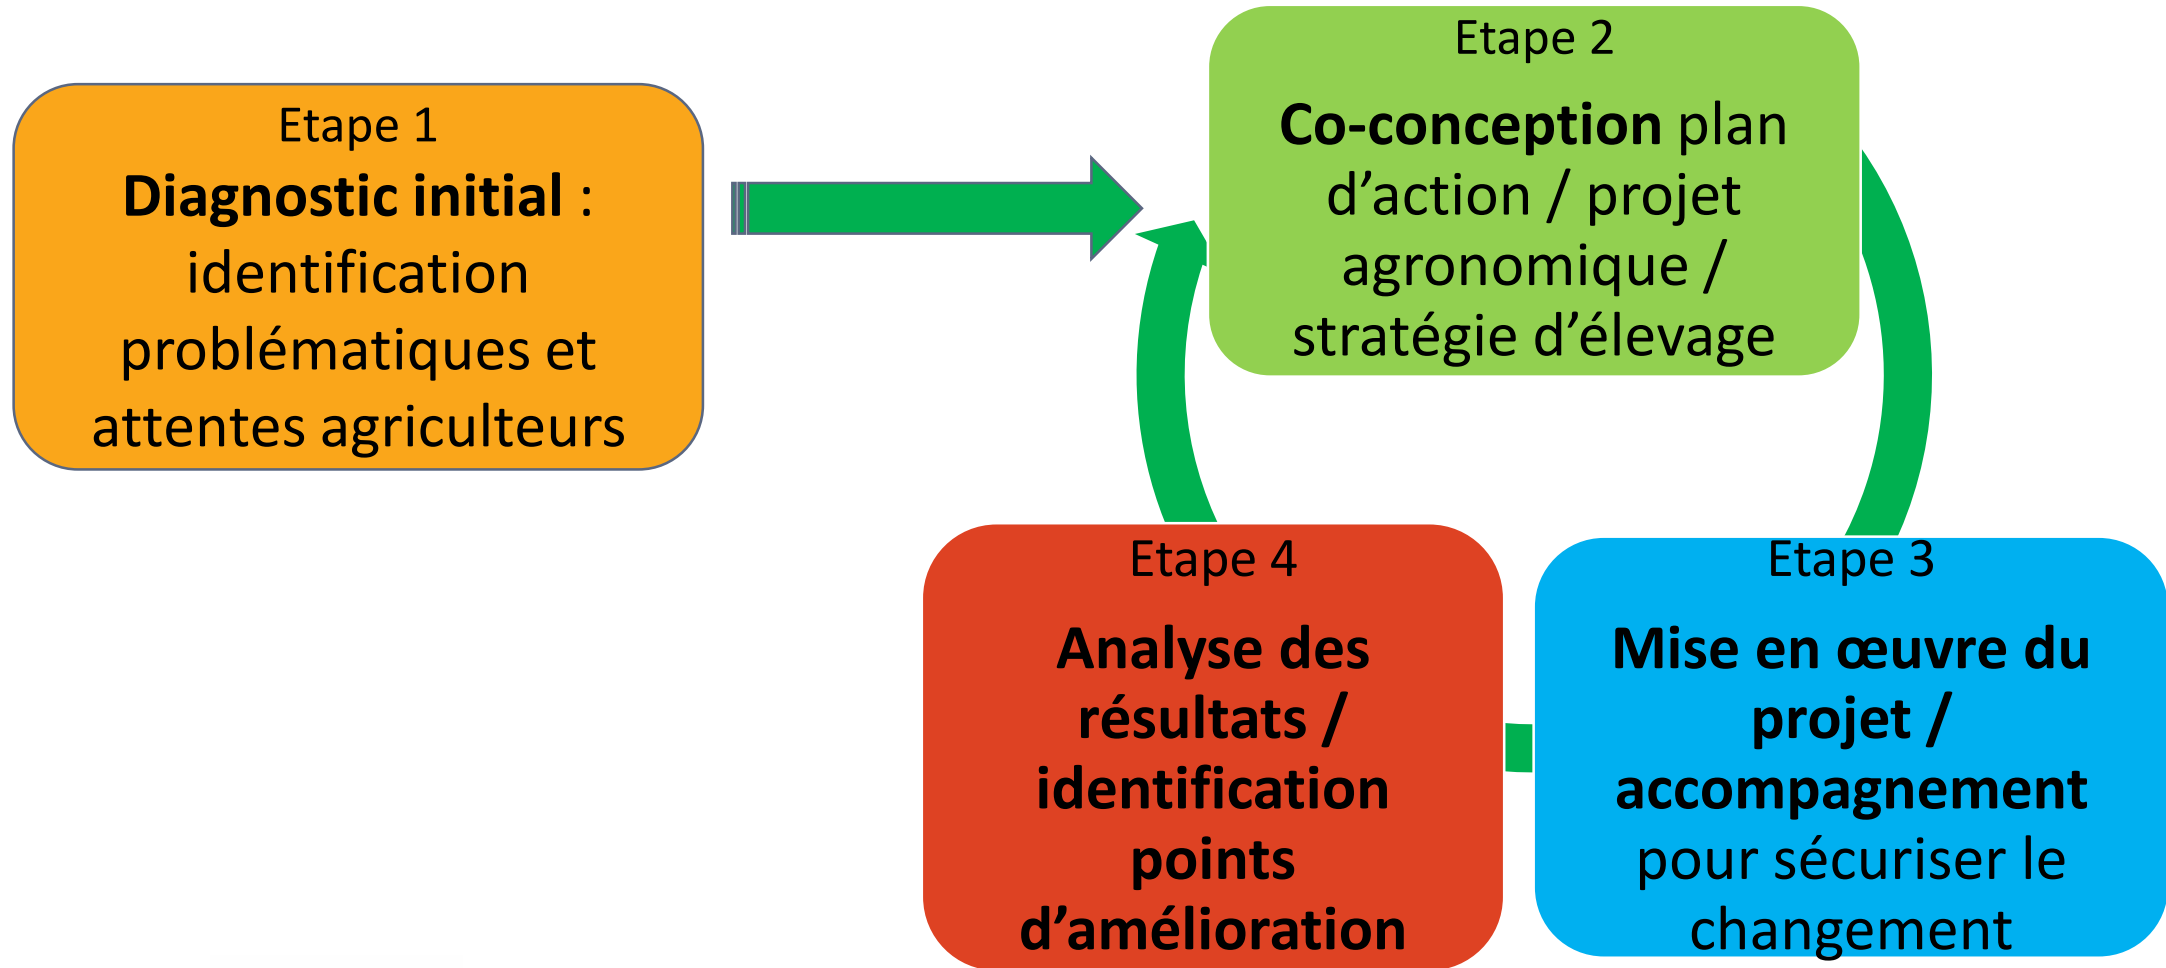 Etape 1
Diagnostic initial :
identification
problématiques et
attentes agriculteurs
Etape 2
Co-conception plan
d’action / projet
agronomique /
stratégie d’élevage
Etape 4
Analyse des
résultats /
identification
points
d’amélioration
Etape 3
Mise en œuvre du
projet /
accompagnement
pour sécuriser le
changement